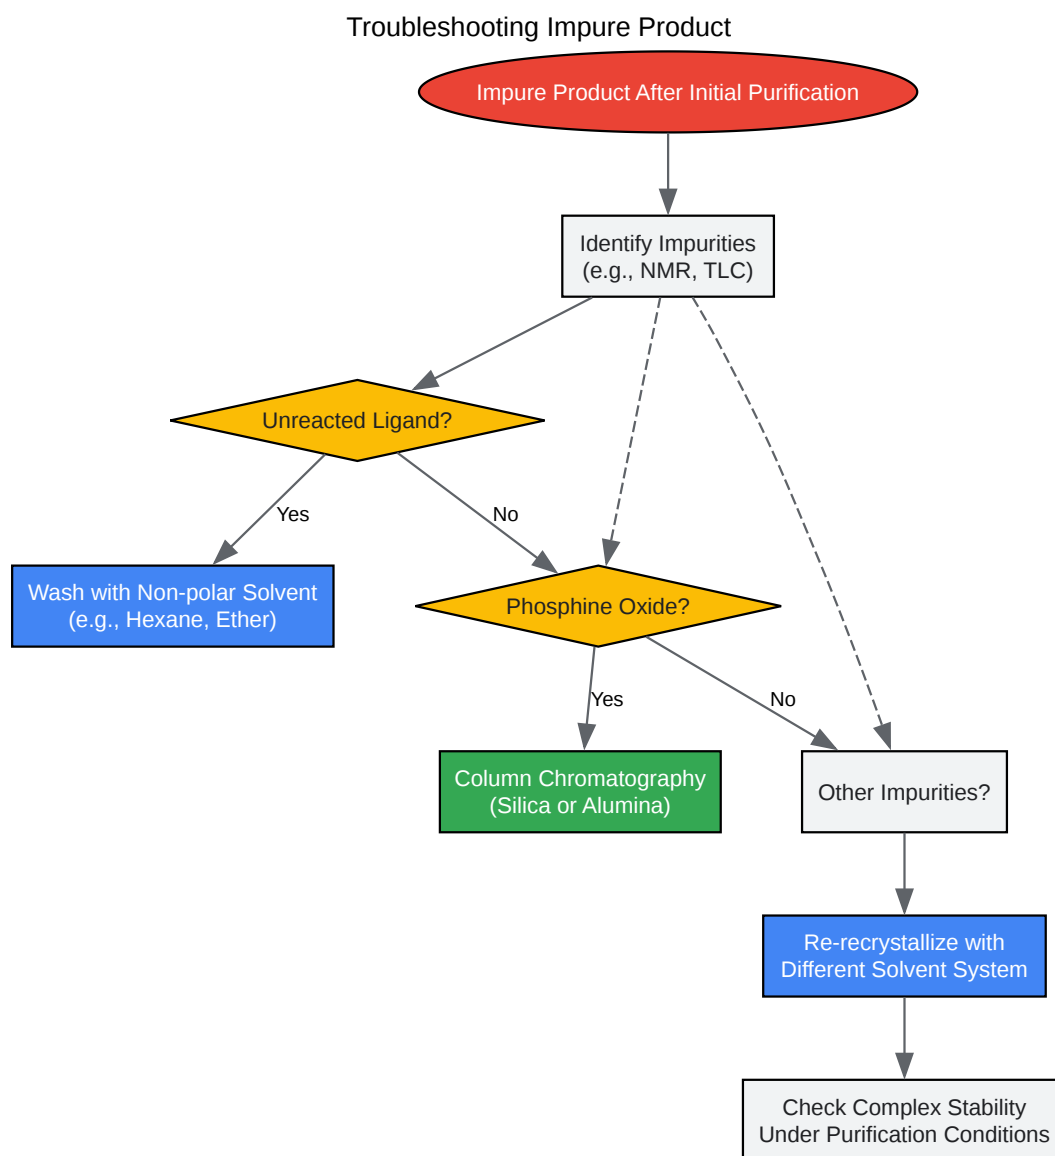 Troubleshooting Impure Product
Impure Product After Initial Purification
Identify Impurities
(e.g., NMR, TLC)
Unreacted Ligand?
Yes
No
Wash with Non-polar Solvent
(e.g., Hexane, Ether)
Phosphine Oxide?
Yes
No
Column Chromatography
(Silica or Alumina)
Other Impurities?
Re-recrystallize with
Different Solvent System
Check Complex Stability
Under Purification Conditions